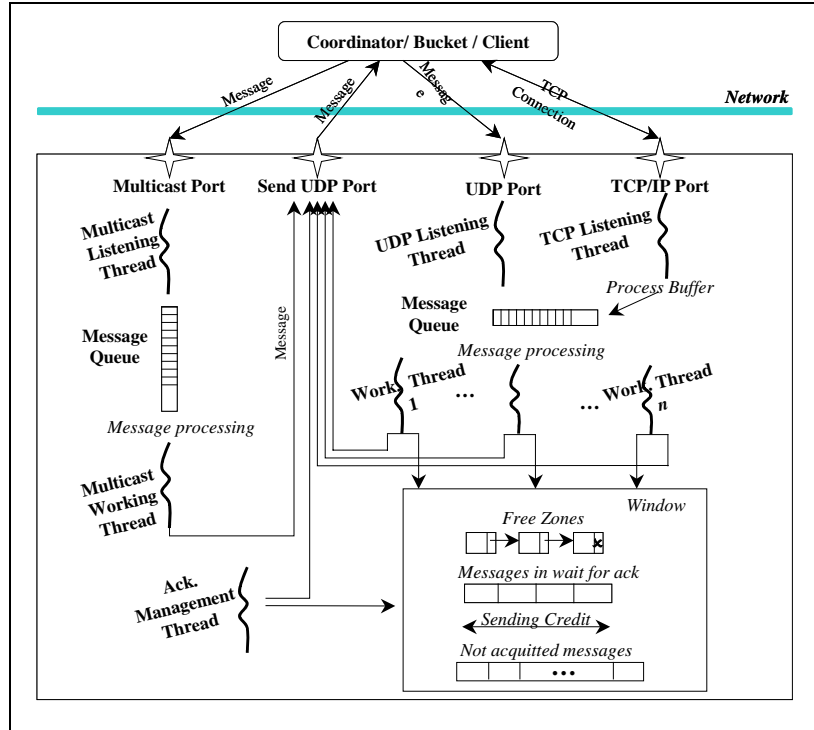 Coordinator/ Bucket / Client
Message
Message
Messag
e
TCP
Connection
Network
Multicast Port
Send UDP Port
UDP Port
TCP/IP Port
Multicast
Listening
Thread
UDP Listening
Thread
TCP Listening
Thread
Process Buffer
Message
Queue
Message
Message
Queue
Message processing
Work. Thread
1
...
...
Work. Thread
n
Message processing
Multicast
Working
Thread
Window
Free Zones
Messages in wait for ack
Ack.
Management
Thread
Sending Credit
Not acquitted messages
...